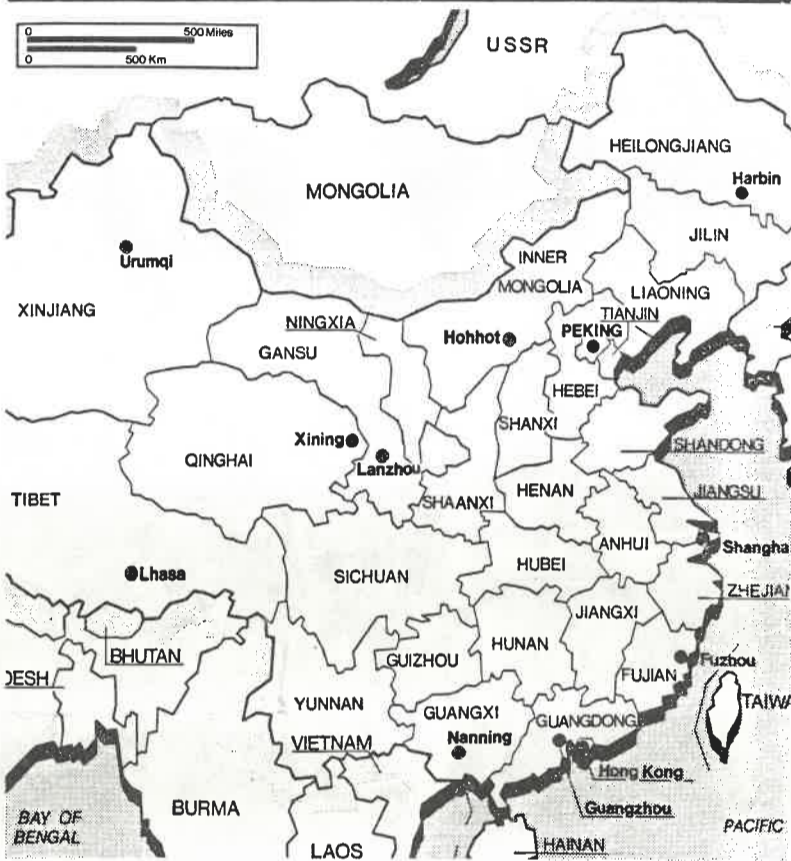 0 500 Miles
0 500 Km
USSR
HEILONGJIANG
Harbin
MONGOLIA
JILIN
Urumqi
INNER
MONGOLIA
LIAONING
XINJIANG
NINGXIA
TIANJIN
GANSU
Hohhot
PEKING
HEBEI
SHANXI
Xining
SHANDONG
QINGHAI
Lanzhou
TIBET
SHAANXI
HENAN
JIANGSU
ANHUI
Shangha
Lhasa
SICHUAN
HUBEI
ZHEJIAN
JIANGXI
BHUTAN
GUIZHOU
HUNAN
Fuzhou
DESH
FUJIAN
YUNNAN
GUANGXI
GUANGDONG
TAIWA
VIETNAM
Nanning
Hong Kong
BURMA
Guangzhou
BAY OF
BENGAL
PACIFIC
LAOS
HAINAN